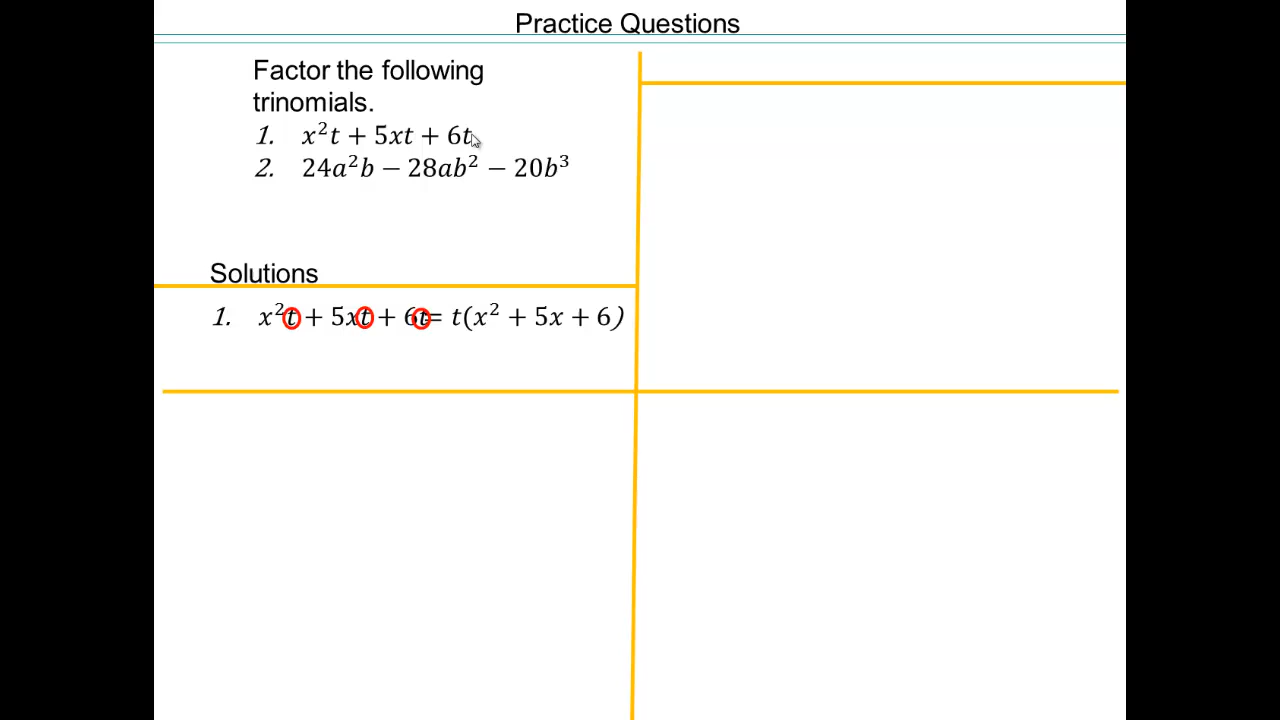 Practice Questions
Factor the following
trinomials.
1. x²t + 5xt + 6t
2. 24a²b − 28ab² − 20b³
Solutions
1. x²t + 5xt + 6t = t(x² + 5x + 6)